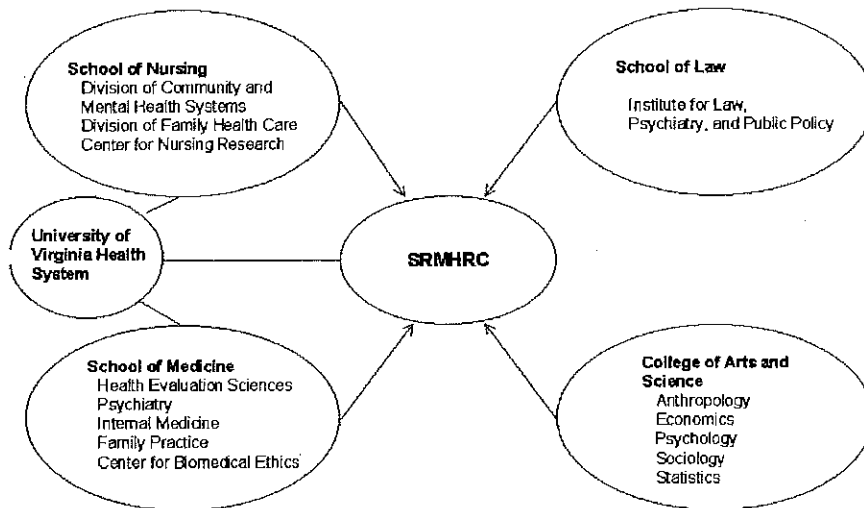 School of Nursing
Division of Community and
Mental Health Systems
Division of Family Health Care
Center for Nursing Research
School of Law
Institute for Law,
Psychiatry, and Public Policy
University of
Virginia Health
System
SRMHRC
School of Medicine
Health Evaluation Sciences
Psychiatry
Internal Medicine
Family Practice
Center for Biomedical Ethics
College of Arts and
Science
Anthropology
Economics
Psychology
Sociology
Statistics